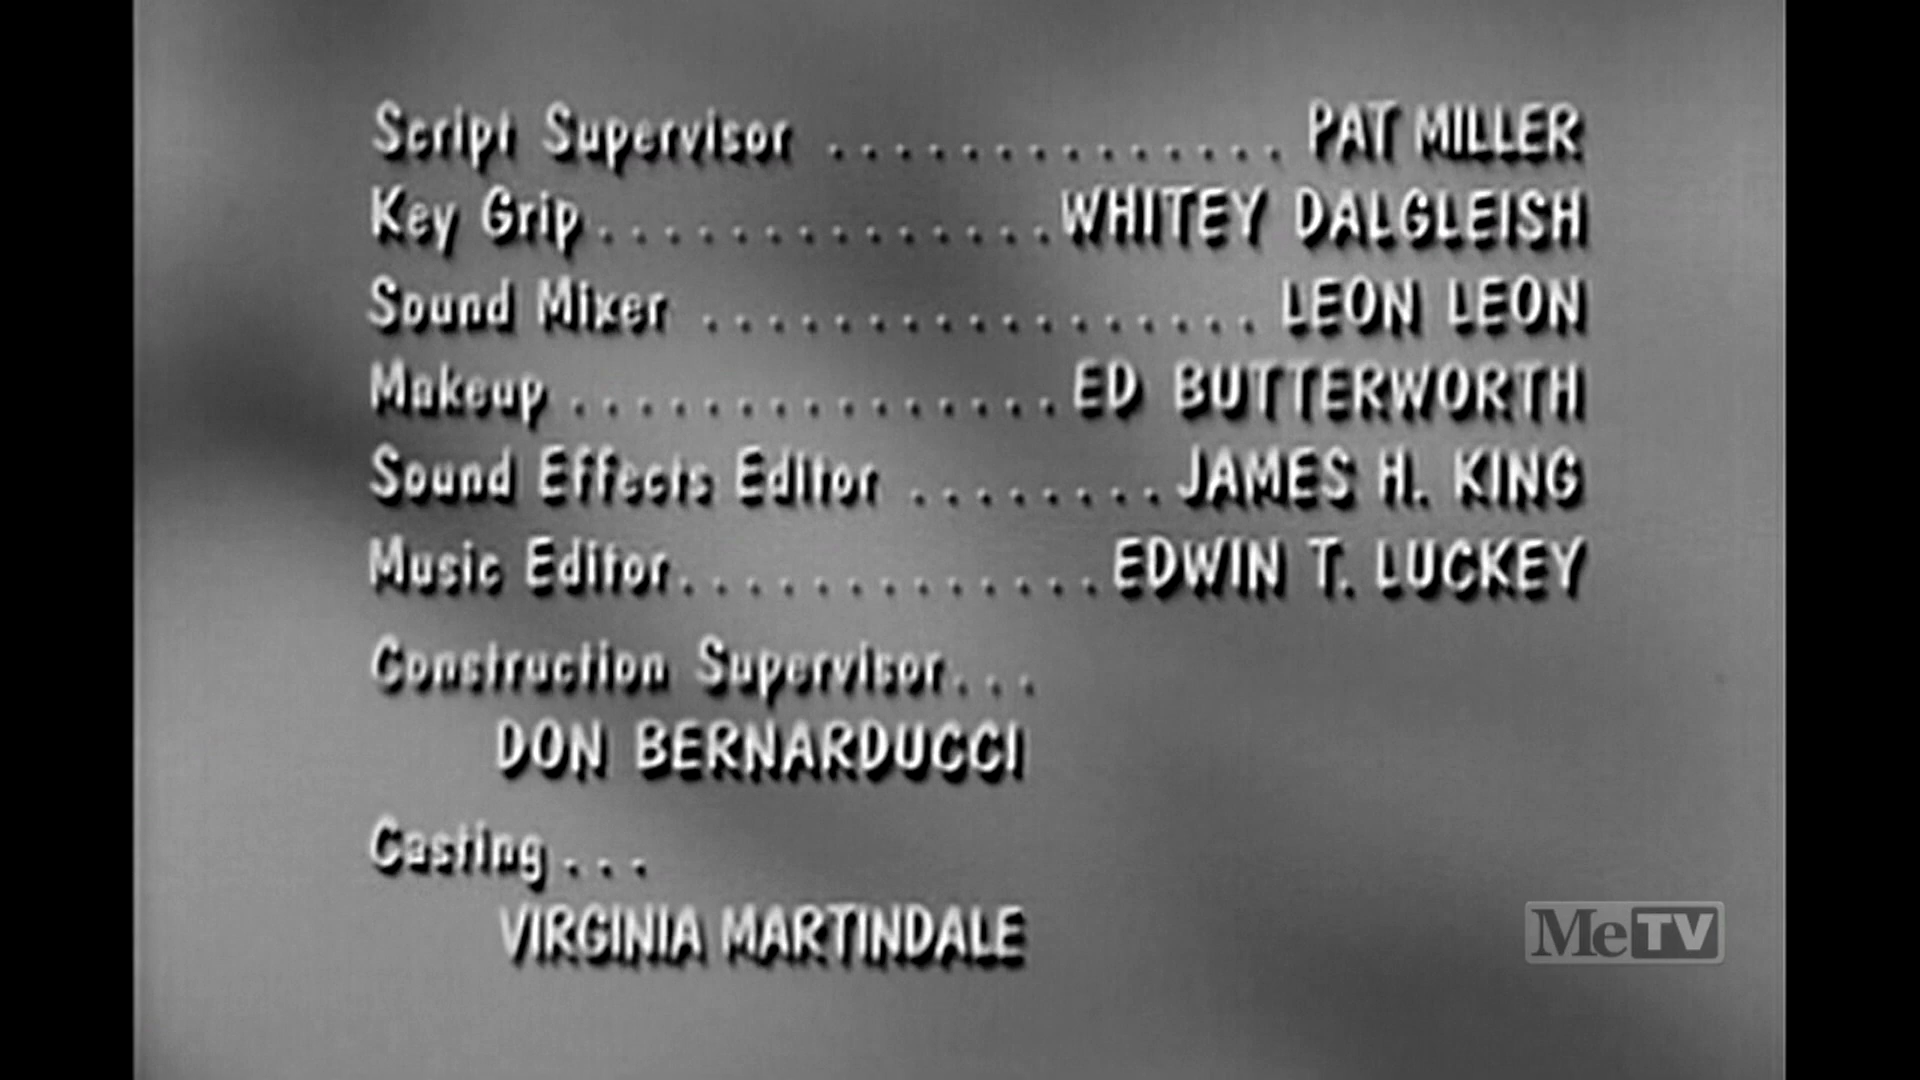 Script Supervisor .............. PAT MILLER
Key Grip .............. WHITEY DALGLEISH
Sound Mixer ................. LEON LEON
Makeup ............... ED BUTTERWORTH
Sound Effects Editor ........ JAMES H. KING
Music Editor ............. EDWIN T. LUCKEY
Construction Supervisor...
DON BERNARDUCCI
Casting...
VIRGINIA MARTINDALE
MeTV